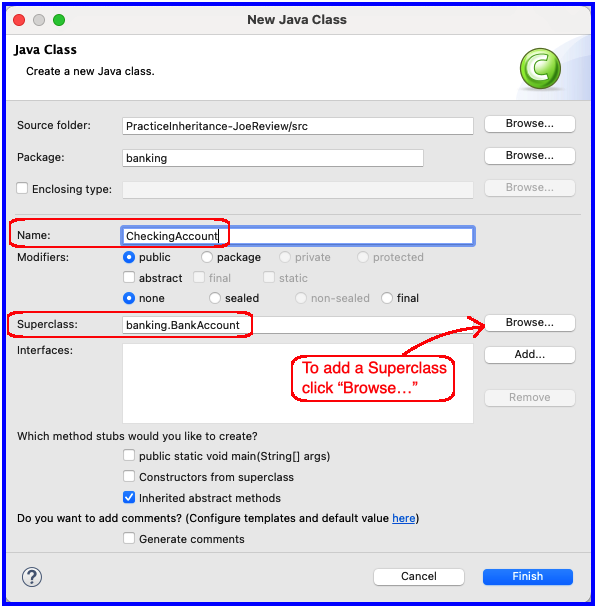 New Java Class
Java Class
Create a new Java class.
C
Source folder: PracticeInheritance-JoeReview/src Browse...
Package: banking Browse...
Enclosing type: Browse...
Name: CheckingAccount
Modifiers: public package private protected
abstract final static
none sealed non-sealed final
Superclass: banking.BankAccount Browse...
Interfaces: Add...
To add a Superclass
click “Browse…”
Remove
Which method stubs would you like to create?
public static void main(String[] args)
Constructors from superclass
Inherited abstract methods
Do you want to add comments? (Configure templates and default value here)
Generate comments
? Cancel Finish